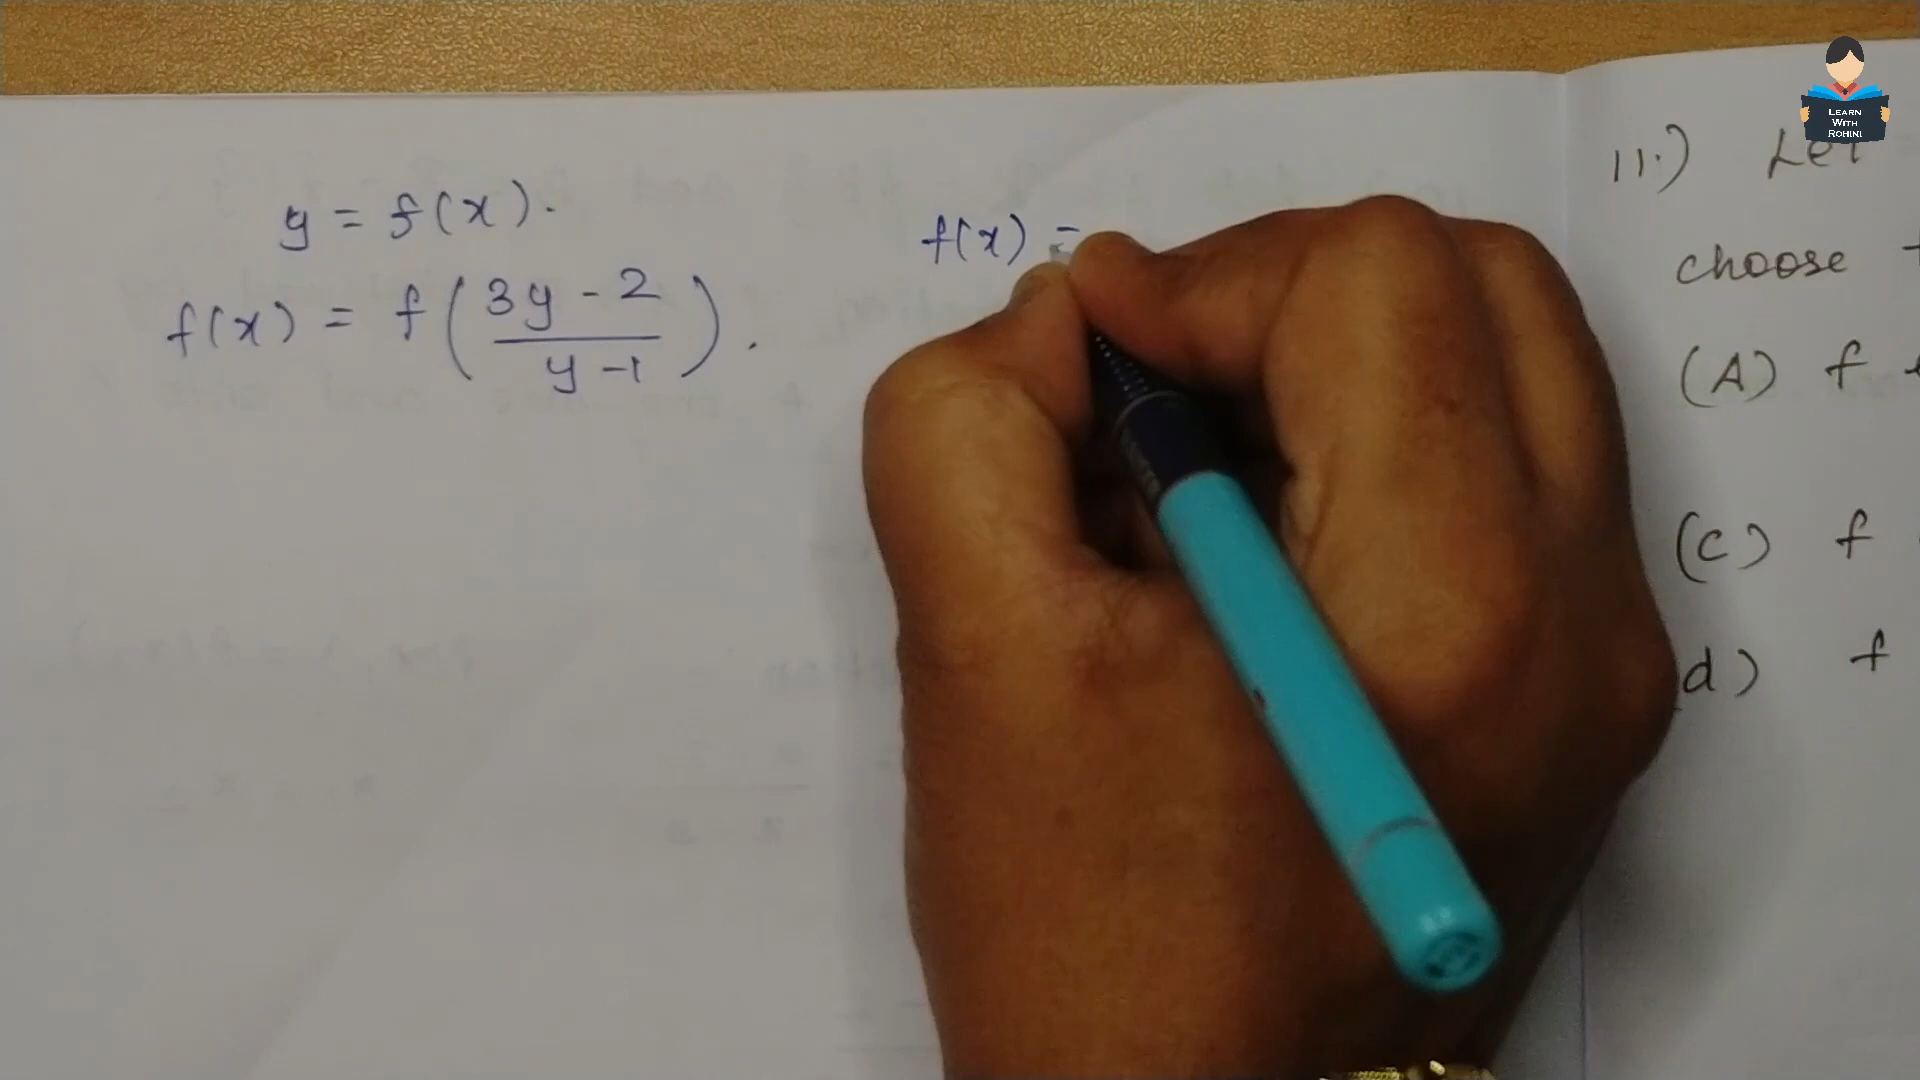 y = f(x).
f(x) = f((3y - 2)/(y - 1)).
f(x) =
11.) Let
choose
(A) f
(C) f
(d) f
LEARN
WITH
ROHINI